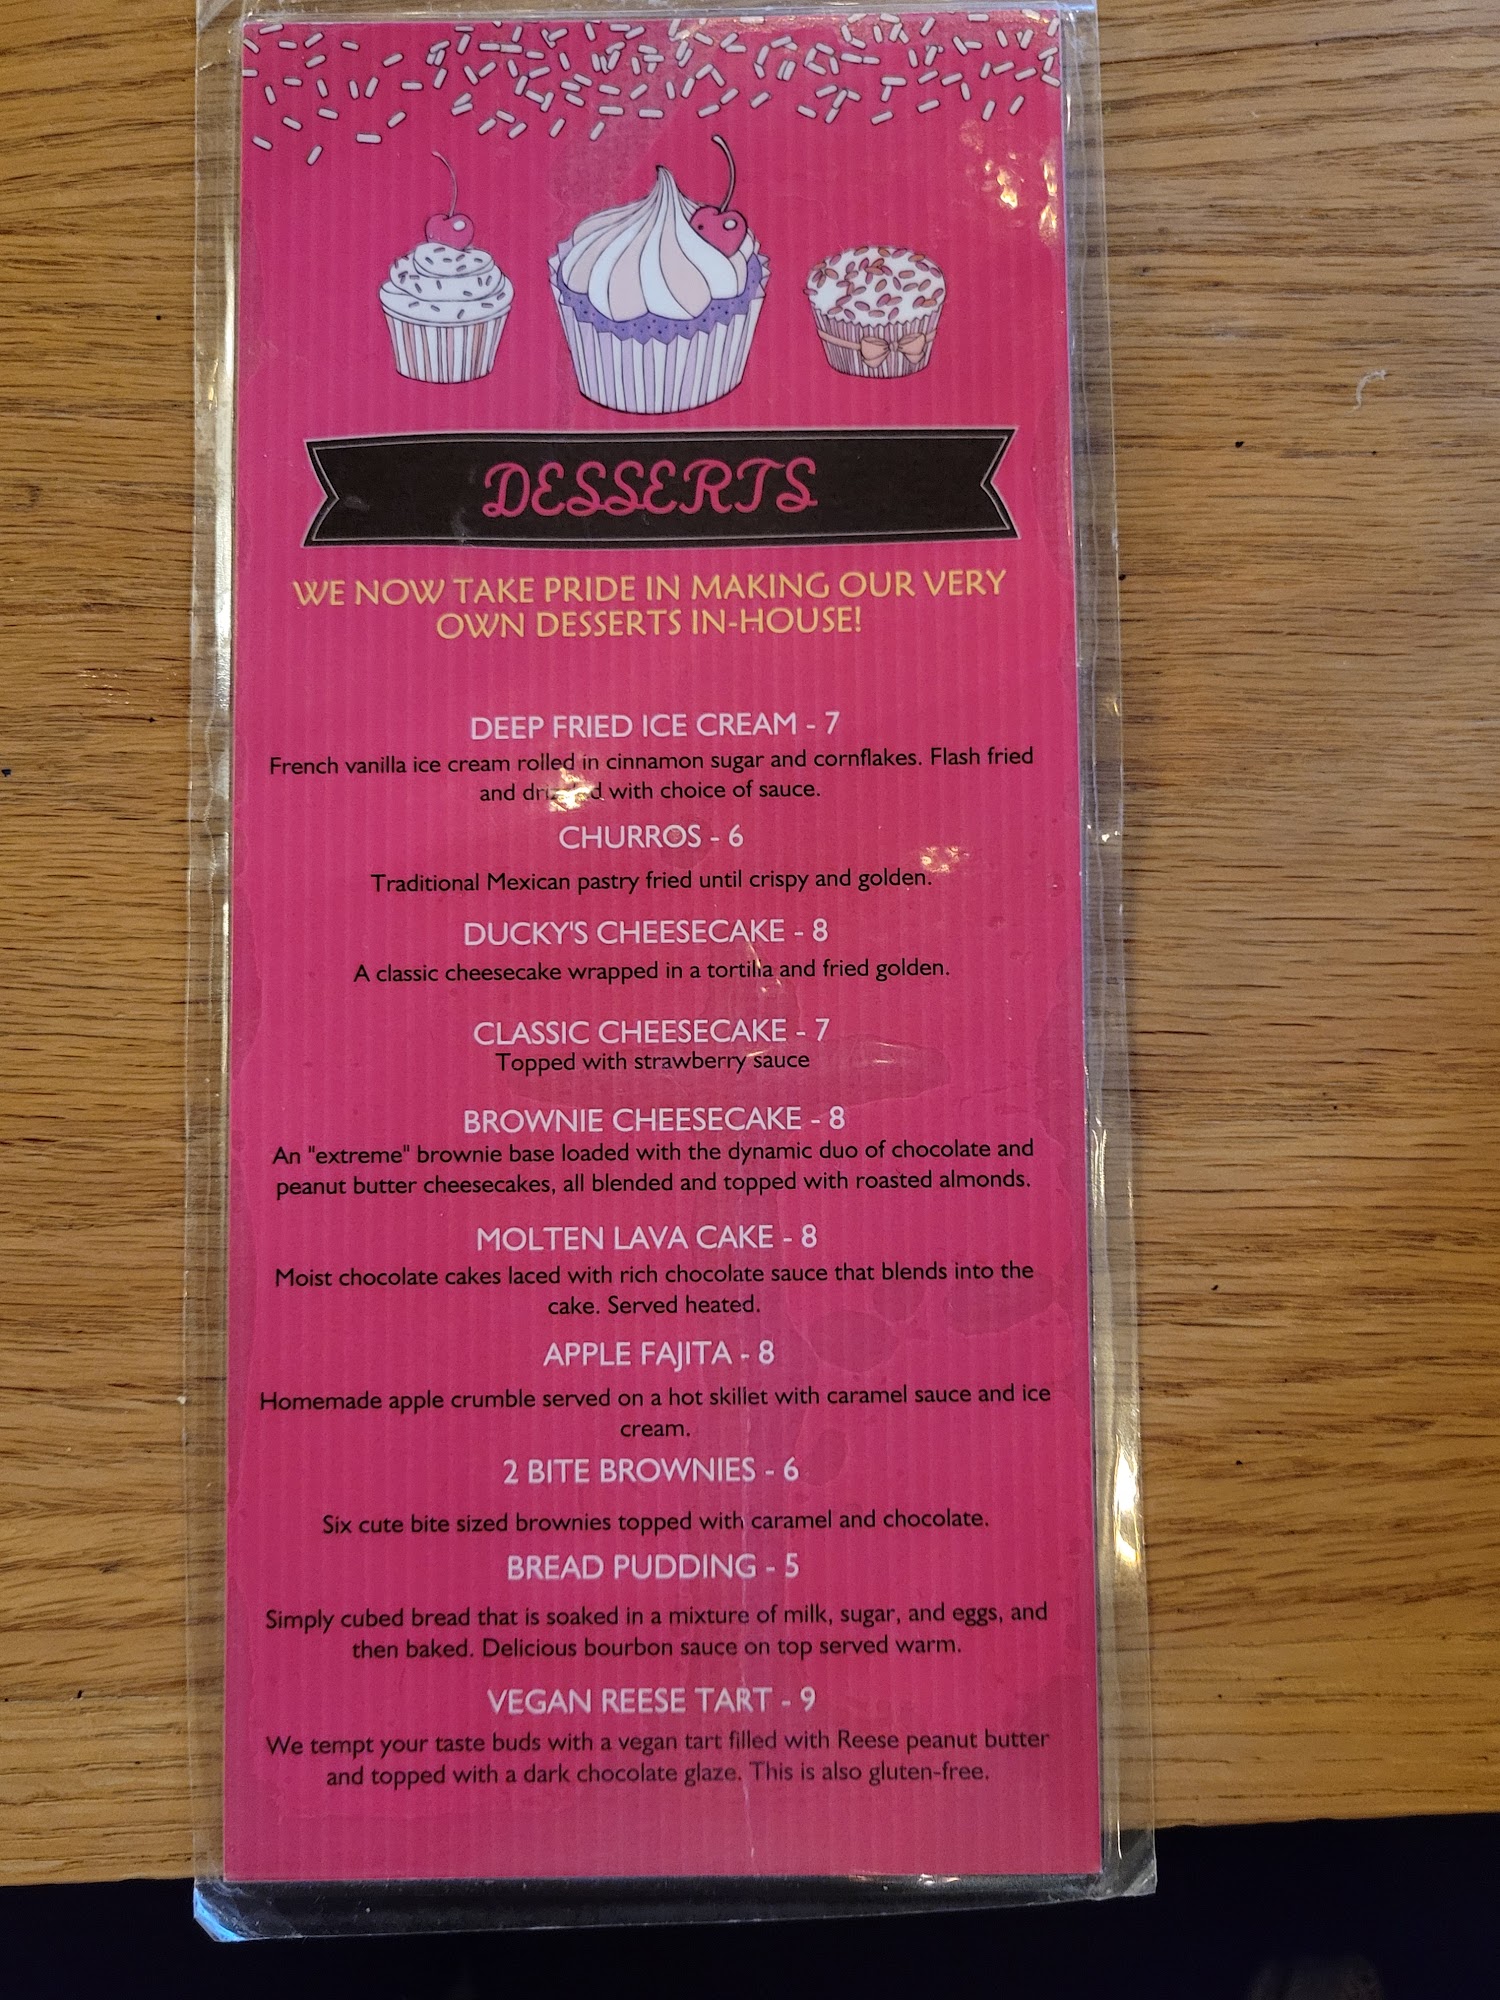 DESSERTS
WE NOW TAKE PRIDE IN MAKING OUR VERY
OWN DESSERTS IN-HOUSE!
DEEP FRIED ICE CREAM - 7
French vanilla ice cream rolled in cinnamon sugar and cornflakes. Flash fried
and drizzled with choice of sauce.
CHURROS - 6
Traditional Mexican pastry fried until crispy and golden.
DUCKY'S CHEESECAKE - 8
A classic cheesecake wrapped in a tortilla and fried golden.
CLASSIC CHEESECAKE - 7
Topped with strawberry sauce
BROWNIE CHEESECAKE - 8
An "extreme" brownie base loaded with the dynamic duo of chocolate and
peanut butter cheesecakes, all blended and topped with roasted almonds.
MOLTEN LAVA CAKE - 8
Moist chocolate cakes laced with rich chocolate sauce that blends into the
cake. Served heated.
APPLE FAJITA - 8
Homemade apple crumble served on a hot skillet with caramel sauce and ice
cream.
2 BITE BROWNIES - 6
Six cute bite sized brownies topped with caramel and chocolate.
BREAD PUDDING - 5
Simply cubed bread that is soaked in a mixture of milk, sugar, and eggs, and
then baked. Delicious bourbon sauce on top served warm.
VEGAN REESE TART - 9
We tempt your taste buds with a vegan tart filled with Reese peanut butter
and topped with a dark chocolate glaze. This is also gluten-free.